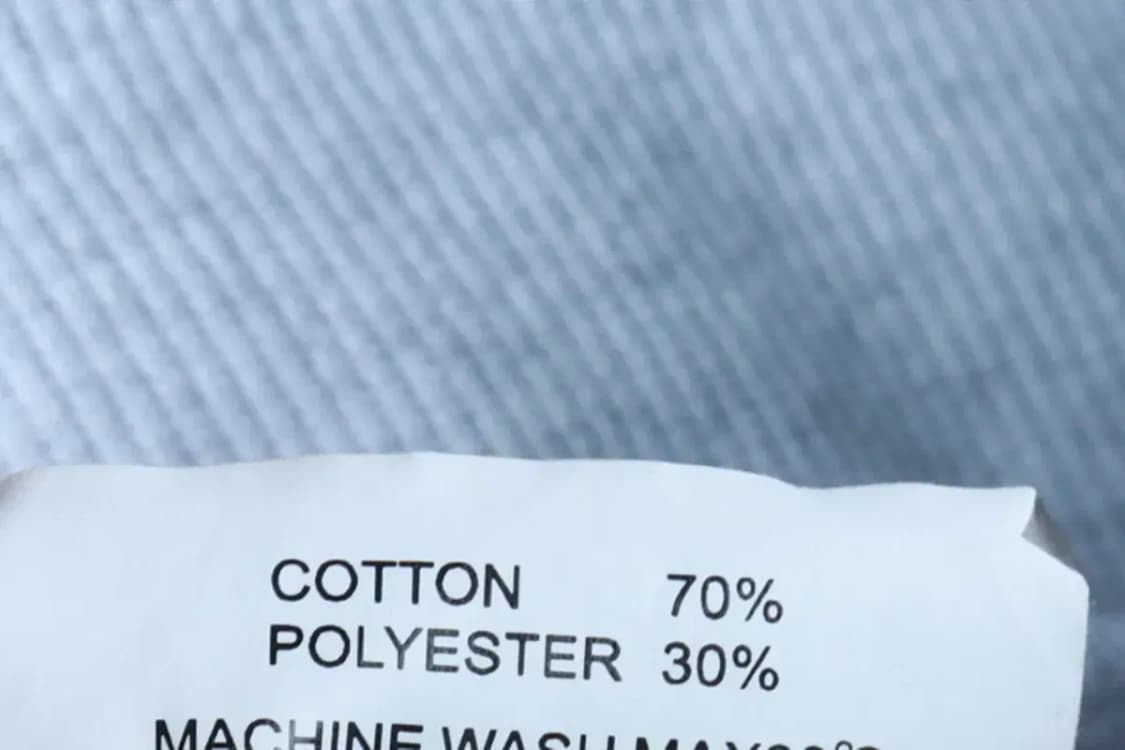 COTTON 70%
POLYESTER 30%
MACHINE WASH